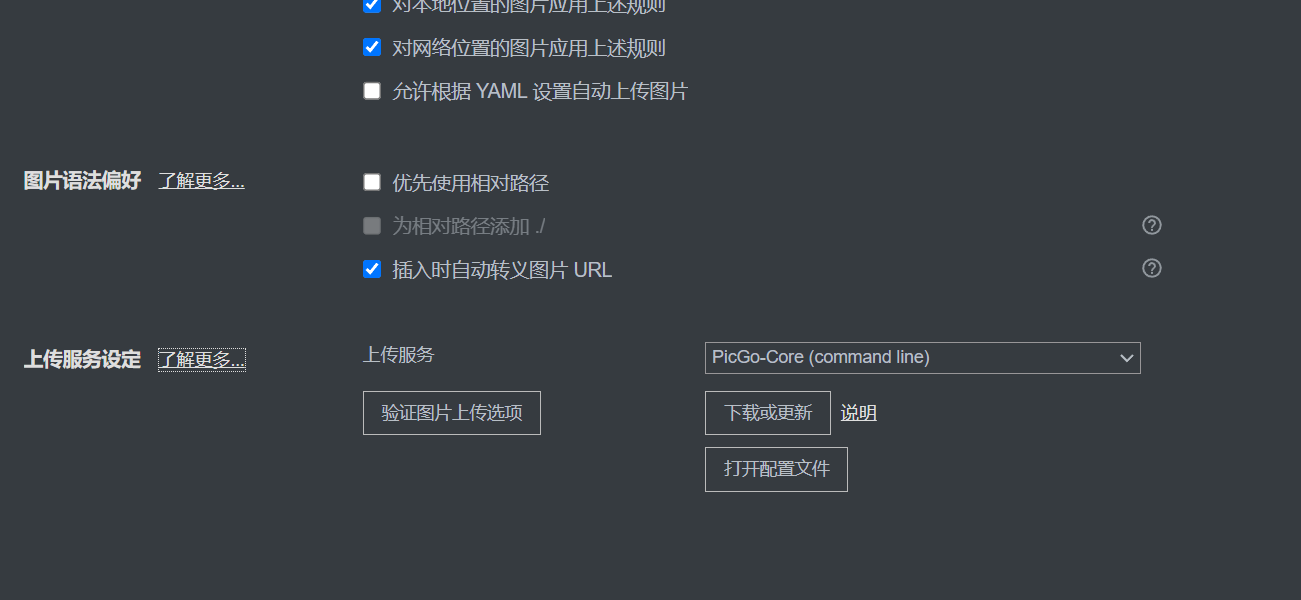 对本地位置的图片应用上述规则
对网络位置的图片应用上述规则
允许根据 YAML 设置自动上传图片
图片语法偏好 了解更多... 优先使用相对路径
为相对路径添加 ./
插入时自动转义图片 URL
上传服务设定 了解更多... 上传服务 PicGo-Core (command line)
验证图片上传选项 下载或更新 说明
打开配置文件